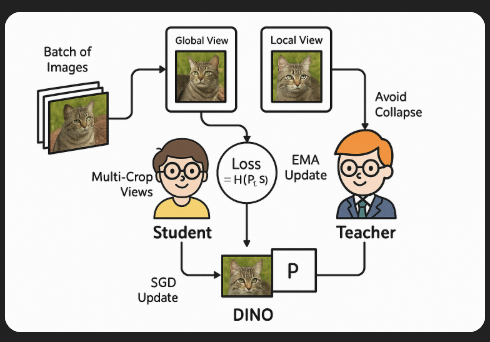 Batch of
Images
Global View
Local View
Avoid
Collapse
Multi-Crop
Views
Loss
= H(Pₜ, S)
EMA
Update
Student
Teacher
SGD
Update
P
DINO